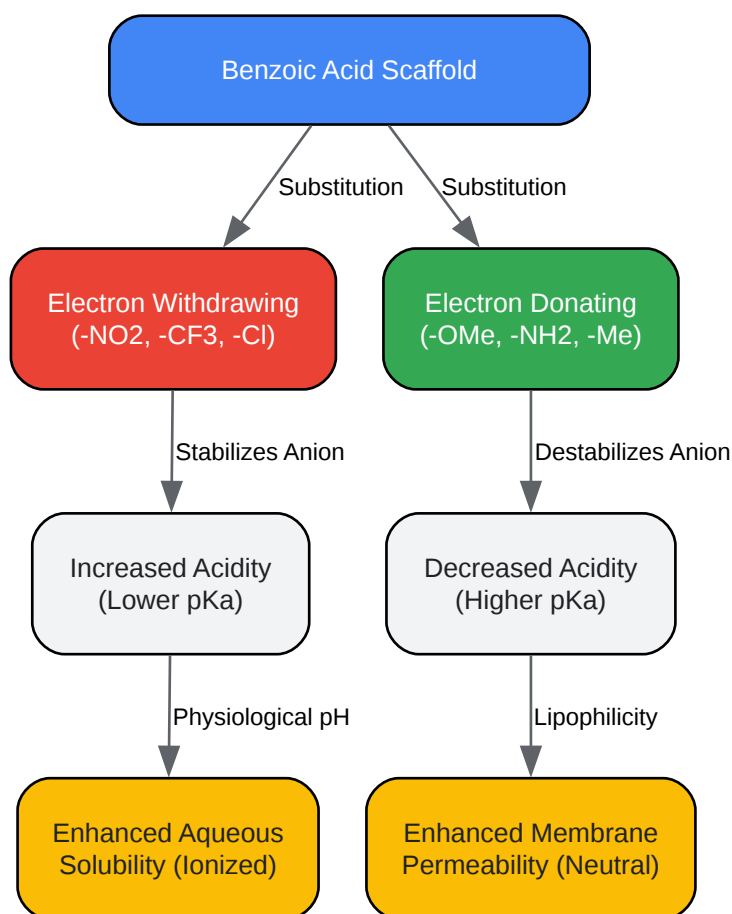 Benzoic Acid Scaffold
Substitution
Substitution
Electron Withdrawing
(-NO2, -CF3, -Cl)
Electron Donating
(-OMe, -NH2, -Me)
Stabilizes Anion
Destabilizes Anion
Increased Acidity
(Lower pKa)
Decreased Acidity
(Higher pKa)
Physiological pH
Lipophilicity
Enhanced Aqueous
Solubility (Ionized)
Enhanced Membrane
Permeability (Neutral)